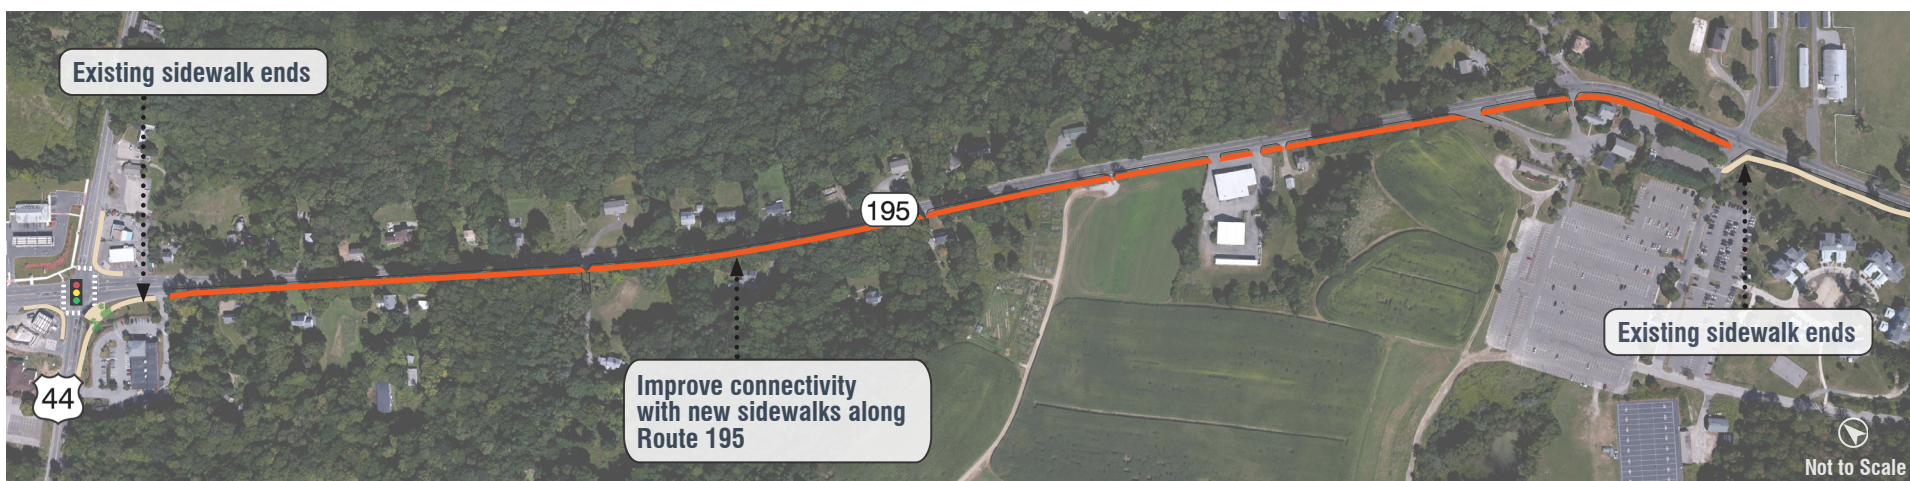 Existing sidewalk ends
195
44
Improve connectivity
with new sidewalks along
Route 195
Existing sidewalk ends
Not to Scale